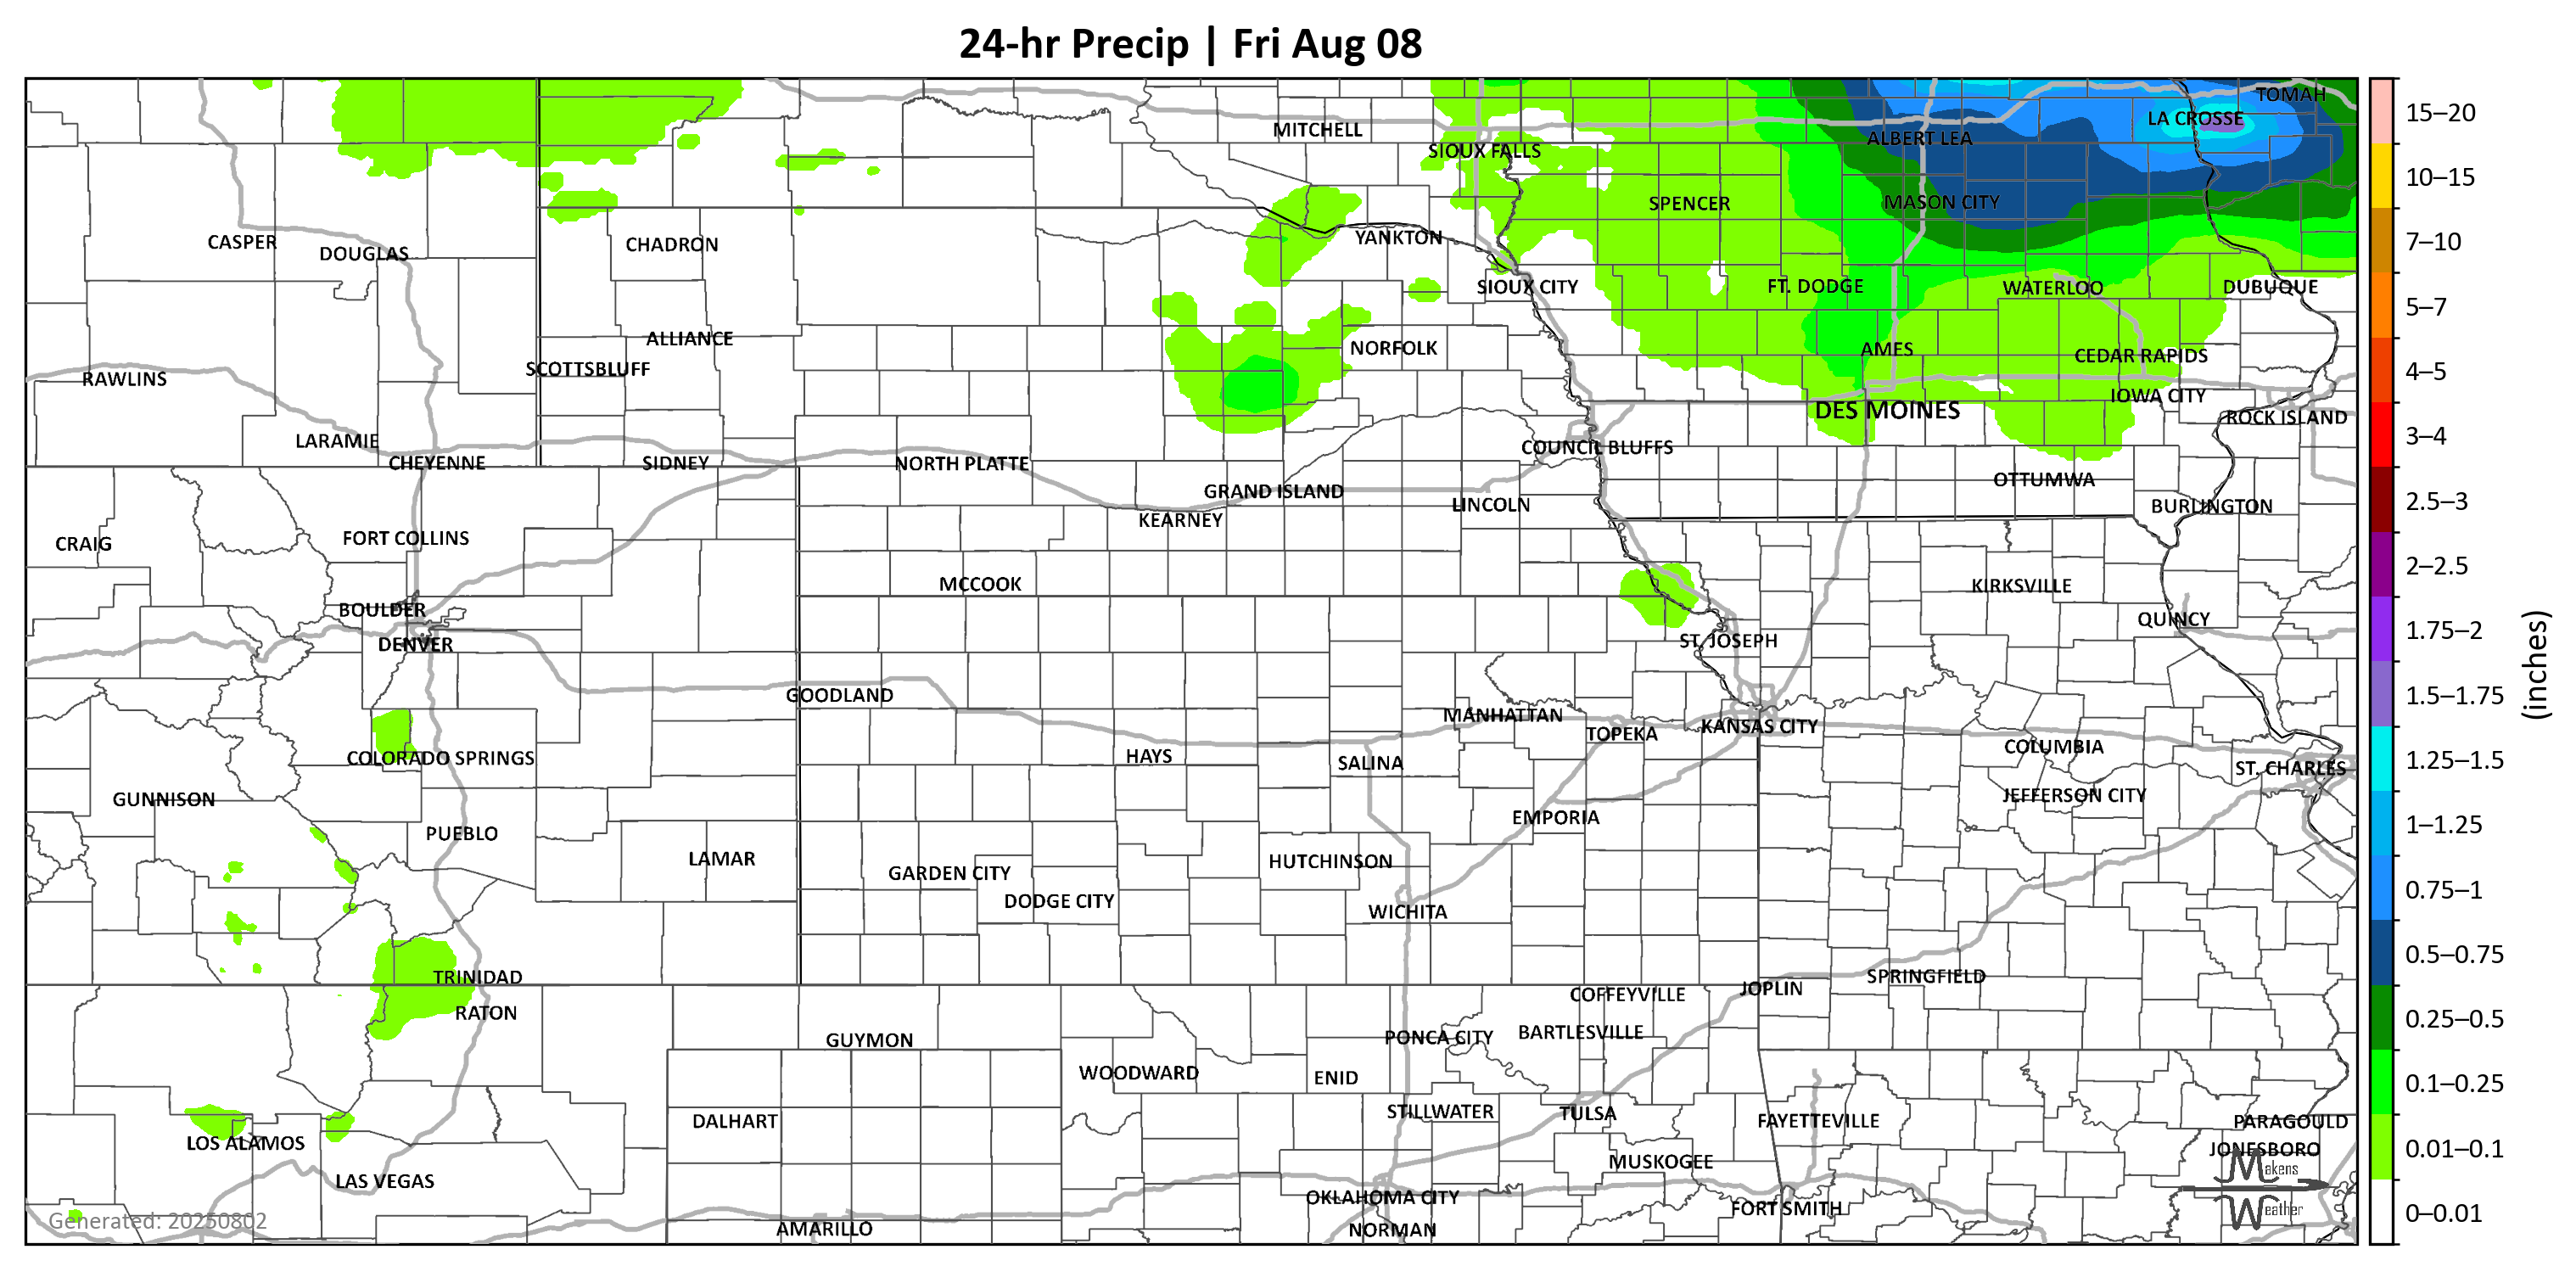 24-hr Precip | Fri Aug 08
TOMAH
LA CROSSE
MITCHELL
ALBERT LEA
SIOUX FALLS
SPENCER
MASON CITY
CASPER
DOUGLAS
CHADRON
YANKTON
SIOUX CITY
FT. DODGE
WATERLOO
DUBUQUE
ALLIANCE
NORFOLK
AMES
CEDAR RAPIDS
SCOTTSBLUFF
RAWLINS
IOWA CITY
DES MOINES
ROCK ISLAND
LARAMIE
COUNCIL BLUFFS
CHEYENNE
SIDNEY
NORTH PLATTE
OTTUMWA
GRAND ISLAND
LINCOLN
BURLINGTON
KEARNEY
FORT COLLINS
CRAIG
MCCOOK
KIRKSVILLE
BOULDER
QUINCY
DENVER
ST. JOSEPH
GOODLAND
MANHATTAN
TOPEKA
KANSAS CITY
COLUMBIA
COLORADO SPRINGS
HAYS
SALINA
ST. CHARLES
GUNNISON
JEFFERSON CITY
EMPORIA
PUEBLO
LAMAR
HUTCHINSON
GARDEN CITY
DODGE CITY
WICHITA
TRINIDAD
SPRINGFIELD
JOPLIN
COFFEYVILLE
RATON
BARTLESVILLE
PONCA CITY
GUYMON
WOODWARD
ENID
STILLWATER
TULSA
DALHART
FAYETTEVILLE
PARAGOULD
LOS ALAMOS
JONESBORO
MUSKOGEE
LAS VEGAS
OKLAHOMA CITY
FORT SMITH
AMARILLO
NORMAN
Generated: 20250802
Makens
Weather
15–20
10–15
7–10
5–7
4–5
3–4
2.5–3
2–2.5
1.75–2
1.5–1.75
1.25–1.5
1–1.25
0.75–1
0.5–0.75
0.25–0.5
0.1–0.25
0.01–0.1
0–0.01
(inches)